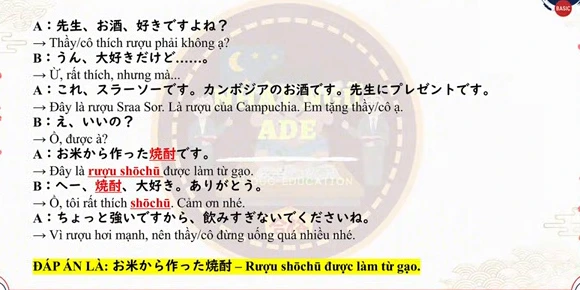 BASIC
A：先生、お酒、好きですよね？
→ Thầy/cô thích rượu phải không ạ?
B：うん、大好きだけど……。
→ Ừ, rất thích, nhưng mà...
A：これ、スラーソーです。カンボジアのお酒です。先生にプレゼントです。
→ Đây là rượu Sraa Sor. Là rượu của Campuchia. Em tặng thầy/cô ạ.
B：え、いいの？
→ Ồ, được à?
A：お米から作った焼酎です。
→ Đây là rượu shōchū được làm từ gạo.
B：へー、焼酎、大好き。ありがとう。
→ Ồ, tôi rất thích shōchū. Cảm ơn nhé.
A：ちょっと強いですから、飲みすぎないでくださいね。
→ Vì rượu hơi mạnh, nên thầy/cô đừng uống quá nhiều nhé.
ĐÁP ÁN LÀ: お米から作った焼酎 – Rượu shōchū được làm từ gạo.
ADE